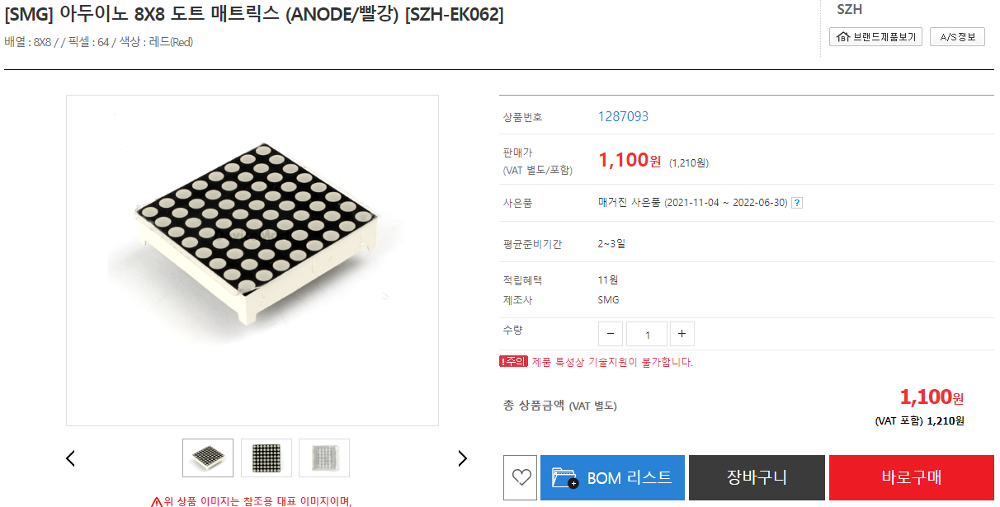 [SMG] 아두이노 8X8 도트 매트릭스 (ANODE/빨강) [SZH-EK062]
배열 : 8X8 / / 픽셀 : 64 / 색상 : 레드(Red)
SZH
브랜드제품보기
A/S정보
상품번호 1287093
판매가 1,100원 (1,210원)
(VAT 별도/포함)
사은품 매거진 사은품 (2021-11-04 ~ 2022-06-30) ?
평균준비기간 2~3일
적립혜택 11원
제조사 SMG
수량 − 1 +
!주의 제품 특성상 기술지원이 불가합니다.
총 상품금액 (VAT 별도) 1,100원
(VAT 포함) 1,210원
BOM 리스트
장바구니
바로구매
위 상품 이미지는 참조용 대표 이미지이며,